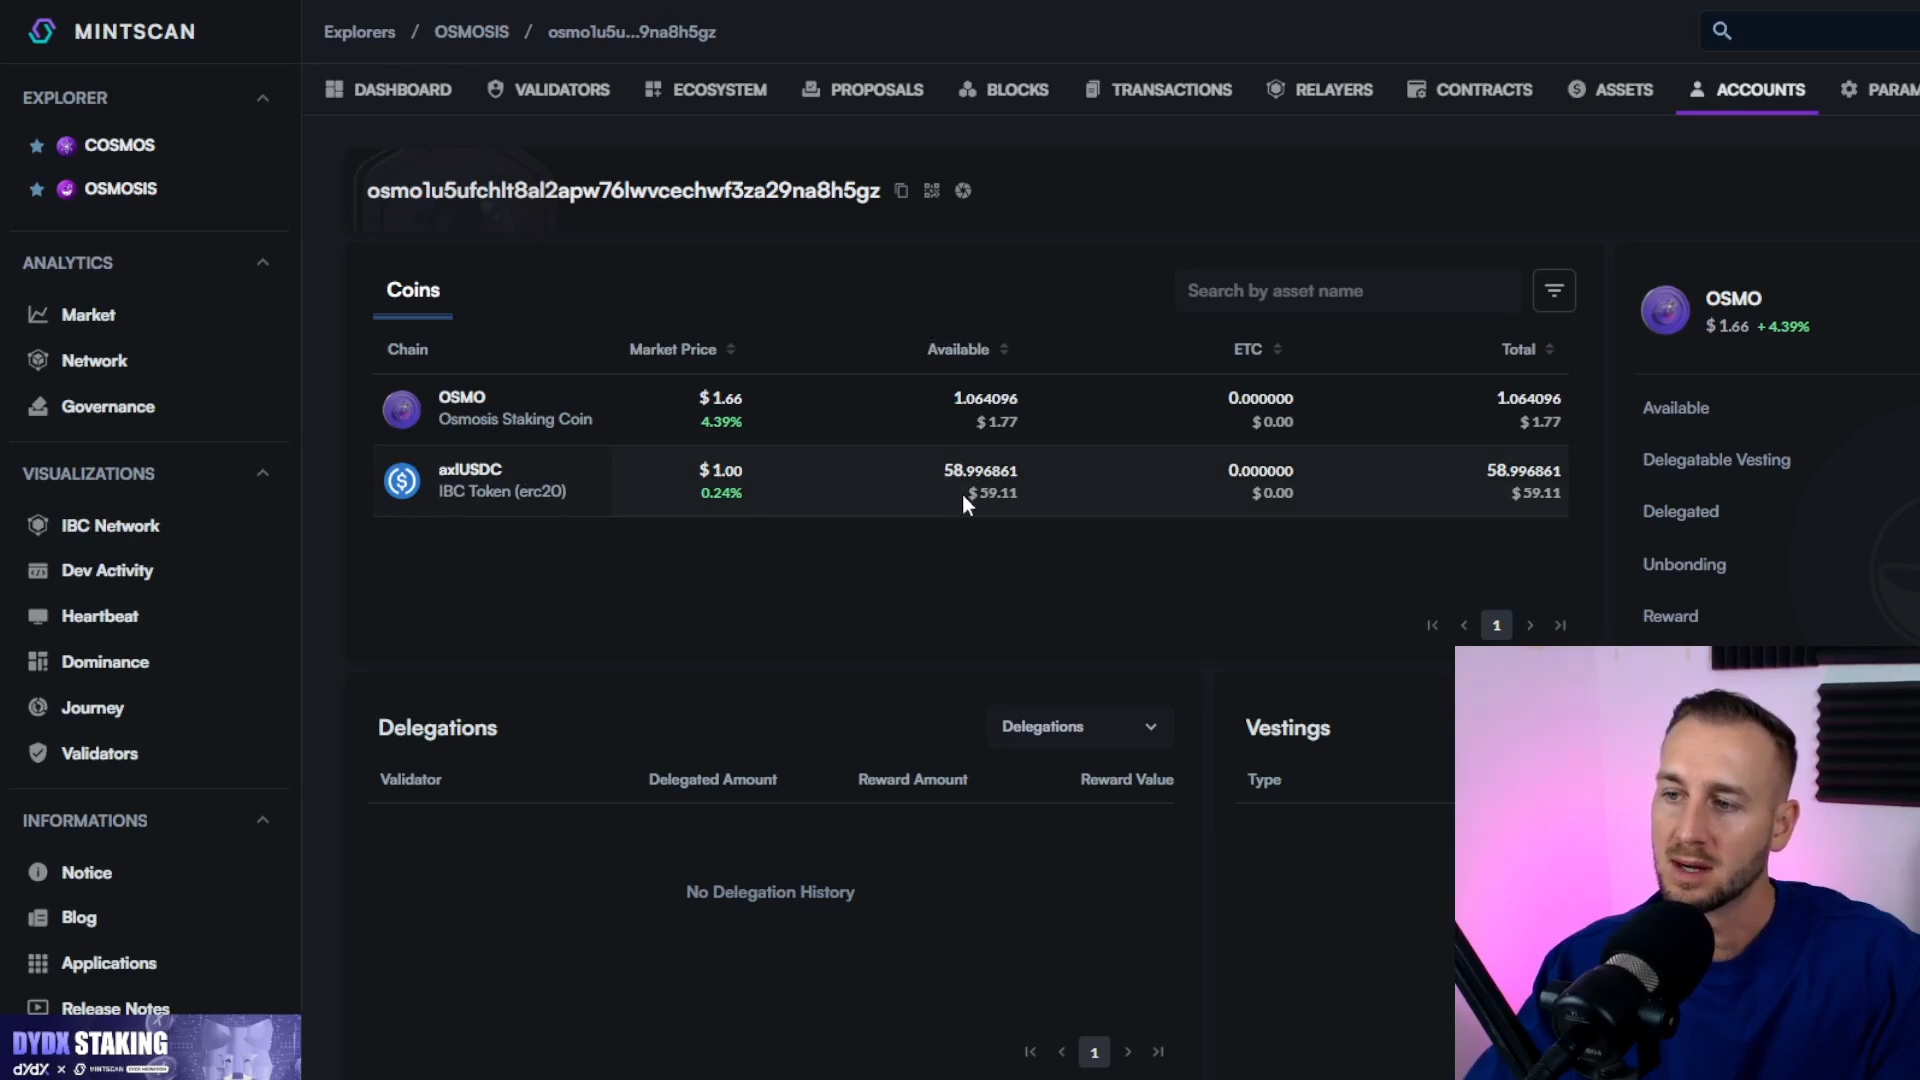 MINTSCAN
Explorers / OSMOSIS / osmo1u5u...9na8h5gz
EXPLORER
COSMOS
OSMOSIS
ANALYTICS
Market
Network
Governance
VISUALIZATIONS
IBC Network
Dev Activity
Heartbeat
Dominance
Journey
Validators
INFORMATIONS
Notice
Blog
Applications
Release Notes
DYDX STAKING
dYdX x MINTSCAN
DASHBOARD VALIDATORS ECOSYSTEM PROPOSALS BLOCKS TRANSACTIONS RELAYERS CONTRACTS ASSETS ACCOUNTS PARAM
osmo1u5ufchlt8al2apw76lwvcechwf3za29na8h5gz
Coins
Search by asset name
Chain Market Price Available ETC Total
OSMO $ 1.66 1.064096 0.000000 1.064096
Osmosis Staking Coin 4.39% $ 1.77 $ 0.00 $ 1.77
axlUSDC $ 1.00 58.996861 0.000000 58.996861
IBC Token (erc20) 0.24% $ 59.11 $ 0.00 $ 59.11
1
OSMO
$ 1.66 + 4.39%
Available
Delegatable Vesting
Delegated
Unbonding
Reward
Delegations
Delegations
Validator Delegated Amount Reward Amount Reward Value
No Delegation History
1
Vestings
Type